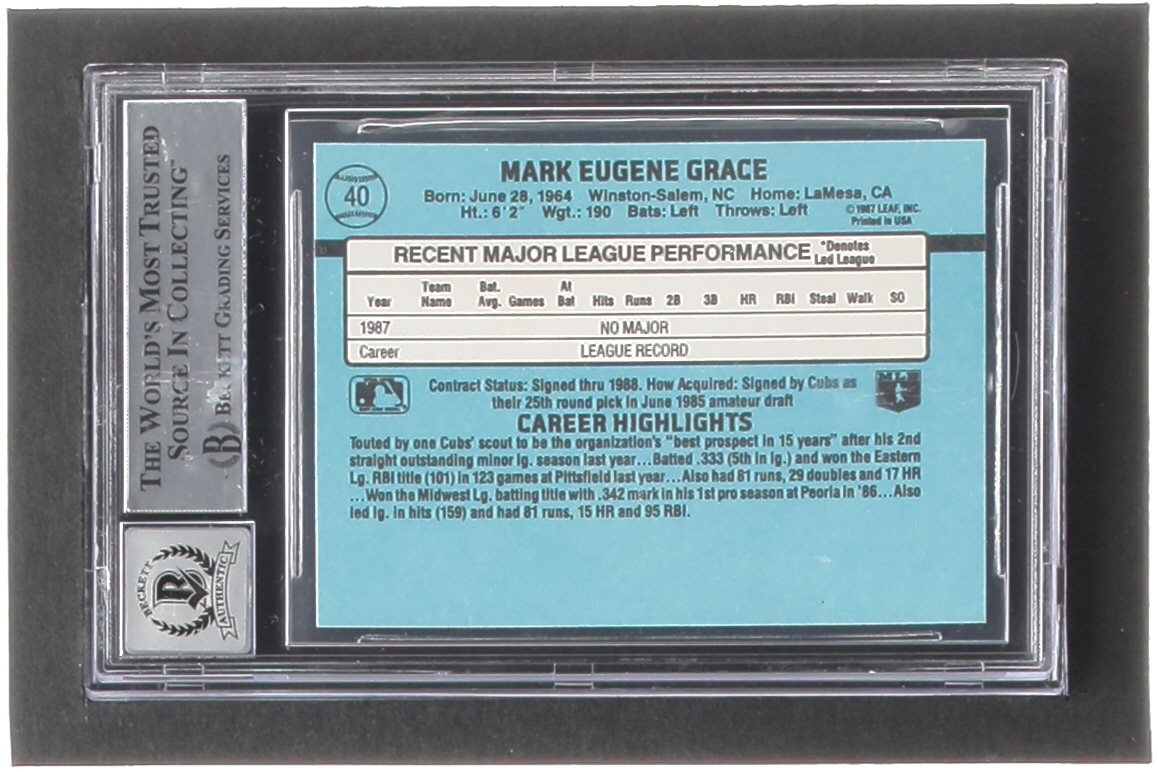 THE WORLD'S MOST TRUSTED
SOURCE IN COLLECTING™
BECKETT GRADING SERVICES
BECKETT
AUTHENTIC
40
MARK EUGENE GRACE
Born: June 28, 1964 Winston-Salem, NC Home: LaMesa, CA
Ht.: 6'2" Wgt.: 190 Bats: Left Throws: Left
©1987 LEAF, INC.
Printed in USA
RECENT MAJOR LEAGUE PERFORMANCE
*Denotes
Led League
Year Team Name Bat. Avg. Games At Bat Hits Runs 2B 3B HR RBI Steal Walk SO
1987 NO MAJOR
Career LEAGUE RECORD
Contract Status: Signed thru 1988. How Acquired: Signed by Cubs as
their 25th round pick in June 1985 amateur draft
CAREER HIGHLIGHTS
Touted by one Cubs' scout to be the organization's "best prospect in 15 years" after his 2nd
straight outstanding minor lg. season last year...Batted .333 (5th in lg.) and won the Eastern
Lg. RBI title (101) in 123 games at Pittsfield last year...Also had 81 runs, 29 doubles and 17 HR
...Won the Midwest Lg. batting title with .342 mark in his 1st pro season at Peoria in '86...Also
led lg. in hits (159) and had 81 runs, 15 HR and 95 RBI.